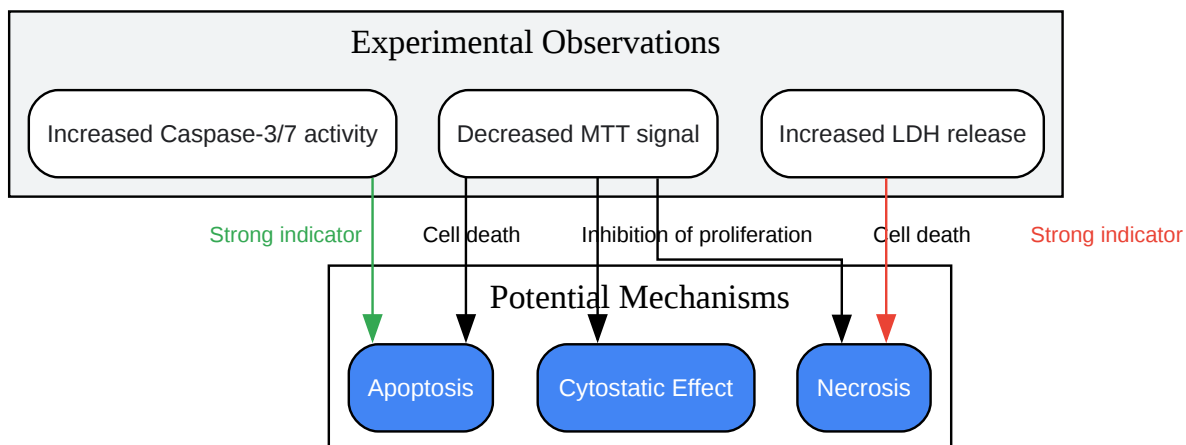 Experimental Observations
Increased Caspase-3/7 activity
Decreased MTT signal
Increased LDH release
Strong indicator
Cell death
Inhibition of proliferation
Cell death
Strong indicator
Potential Mechanisms
Apoptosis
Cytostatic Effect
Necrosis